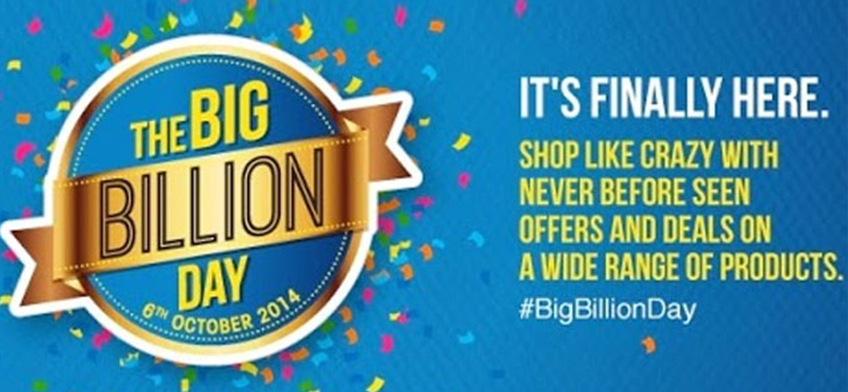 THE BIG
BILLION
DAY
6TH OCTOBER 2014
IT'S FINALLY HERE.
SHOP LIKE CRAZY WITH
NEVER BEFORE SEEN
OFFERS AND DEALS ON
A WIDE RANGE OF PRODUCTS.
#BigBillionDay